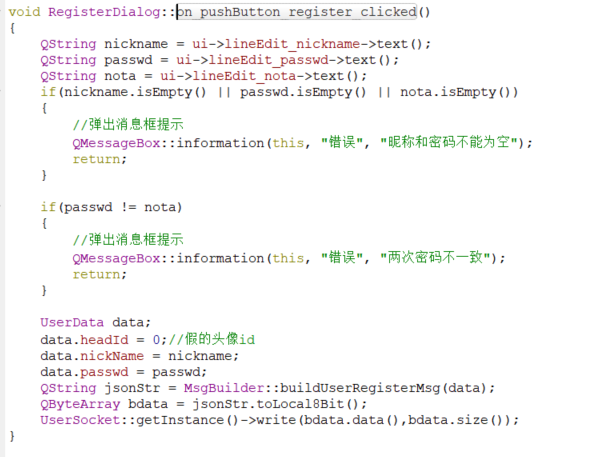 void RegisterDialog::on_pushButton_register_clicked()
{
    QString nickname = ui->lineEdit_nickname->text();
    QString passwd = ui->lineEdit_passwd->text();
    QString nota = ui->lineEdit_nota->text();
    if(nickname.isEmpty() || passwd.isEmpty() || nota.isEmpty())
    {
        //弹出消息框提示
        QMessageBox::information(this, "错误", "昵称和密码不能为空");
        return;
    }

    if(passwd != nota)
    {
        //弹出消息框提示
        QMessageBox::information(this, "错误", "两次密码不一致");
        return;
    }

    UserData data;
    data.headId = 0;//假的头像id
    data.nickName = nickname;
    data.passwd = passwd;
    QString jsonStr = MsgBuilder::buildUserRegisterMsg(data);
    QByteArray bdata = jsonStr.toLocal8Bit();
    UserSocket::getInstance()->write(bdata.data(),bdata.size());
}